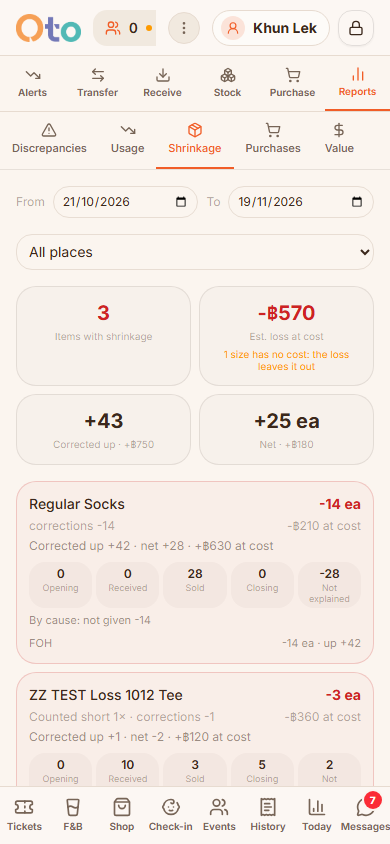 Oto
0
Khun Lek
Alerts
Transfer
Receive
Stock
Purchase
Reports
Discrepancies
Usage
Shrinkage
Purchases
Value
From 21/10/2026 To 19/11/2026
All places
3
Items with shrinkage
-฿570
Est. loss at cost
1 size has no cost: the loss
leaves it out
+43
Corrected up · +฿750
+25 ea
Net · +฿180
Regular Socks -14 ea
corrections -14 -฿210 at cost
Corrected up +42 · net +28 · +฿630 at cost
0 0 28 0 -28
Opening Received Sold Closing Not
explained
By cause: not given -14
FOH -14 ea · up +42
ZZ TEST Loss 1012 Tee -3 ea
Counted short 1× · corrections -1 -฿360 at cost
Corrected up +1 · net -2 · +฿120 at cost
0 10 3 5 2
Opening Received Sold Closing Not
7
Tickets F&B Shop Check-in Events History Today Messages